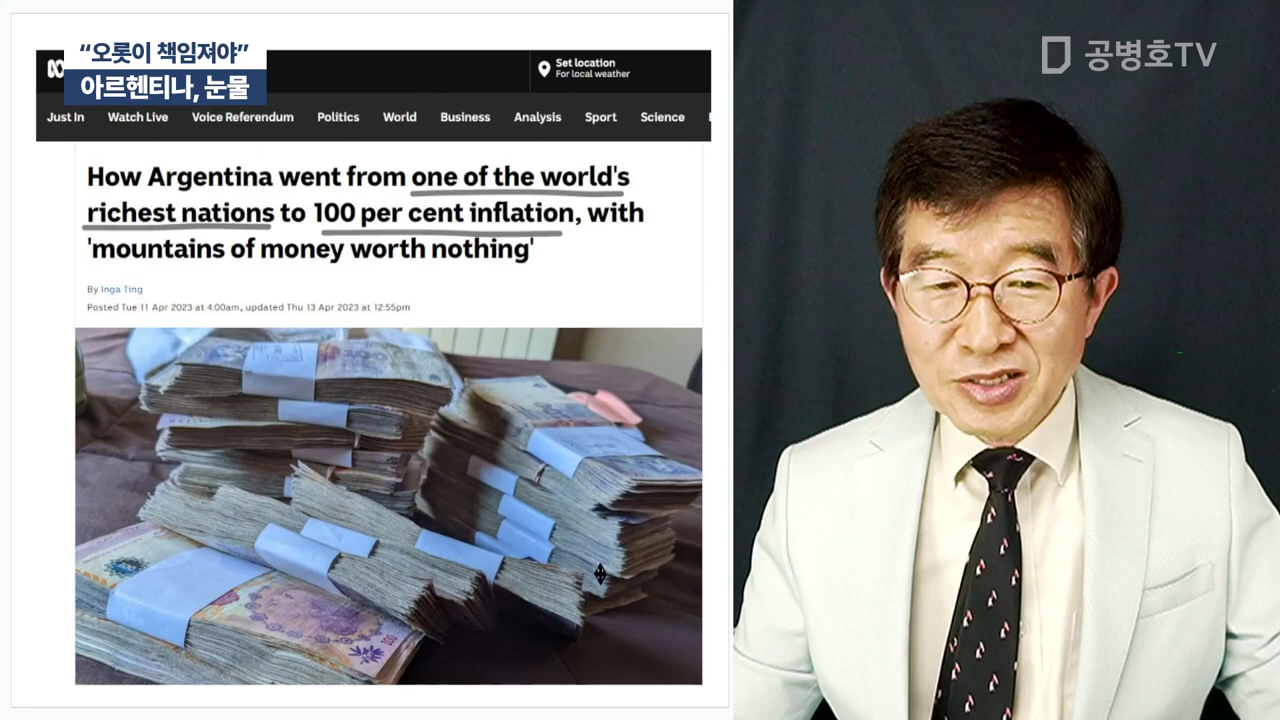 “오롯이 책임져야”
아르헨티나, 눈물
Set location
For local weather
Just In Watch Live Voice Referendum Politics World Business Analysis Sport Science
How Argentina went from one of the world's
richest nations to 100 per cent inflation, with
'mountains of money worth nothing'
By Inga Ting
Posted Tue 11 Apr 2023 at 4:00am, updated Thu 13 Apr 2023 at 12:55pm
100
공병호TV